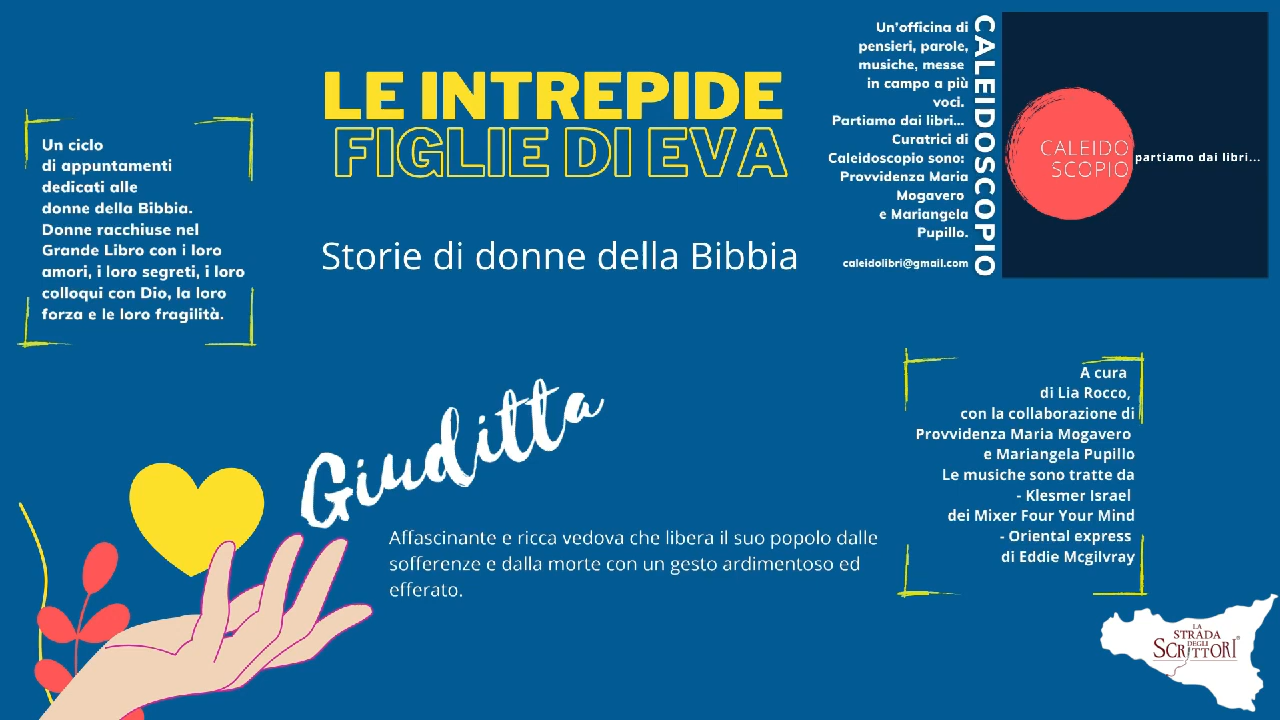 LE INTREPIDE
FIGLIE DI EVA
Storie di donne della Bibbia
Un ciclo
di appuntamenti
dedicati alle
donne della Bibbia.
Donne racchiuse nel
Grande Libro con i loro
amori, i loro segreti, i loro
colloqui con Dio, la loro
forza e le loro fragilità.
Un'officina di
pensieri, parole,
musiche, messe
in campo a più
voci.
Partiamo dai libri...
Curatrici di
Caleidoscopio sono:
Provvidenza Maria
Mogavero
e Mariangela
Pupillo.
caleidolibri@gmail.com
CALEIDOSCOPIO
CALEIDO
SCOPIO
partiamo dai libri...
Giuditta
Affascinante e ricca vedova che libera il suo popolo dalle
sofferenze e dalla morte con un gesto ardimentoso ed
efferato.
A cura
di Lia Rocco,
con la collaborazione di
Provvidenza Maria Mogavero
e Mariangela Pupillo
Le musiche sono tratte da
- Klesmer Israel
dei Mixer Four Your Mind
- Oriental express
di Eddie Mcgilvray
LA
STRADA
DEGLI
SCRITTORI®